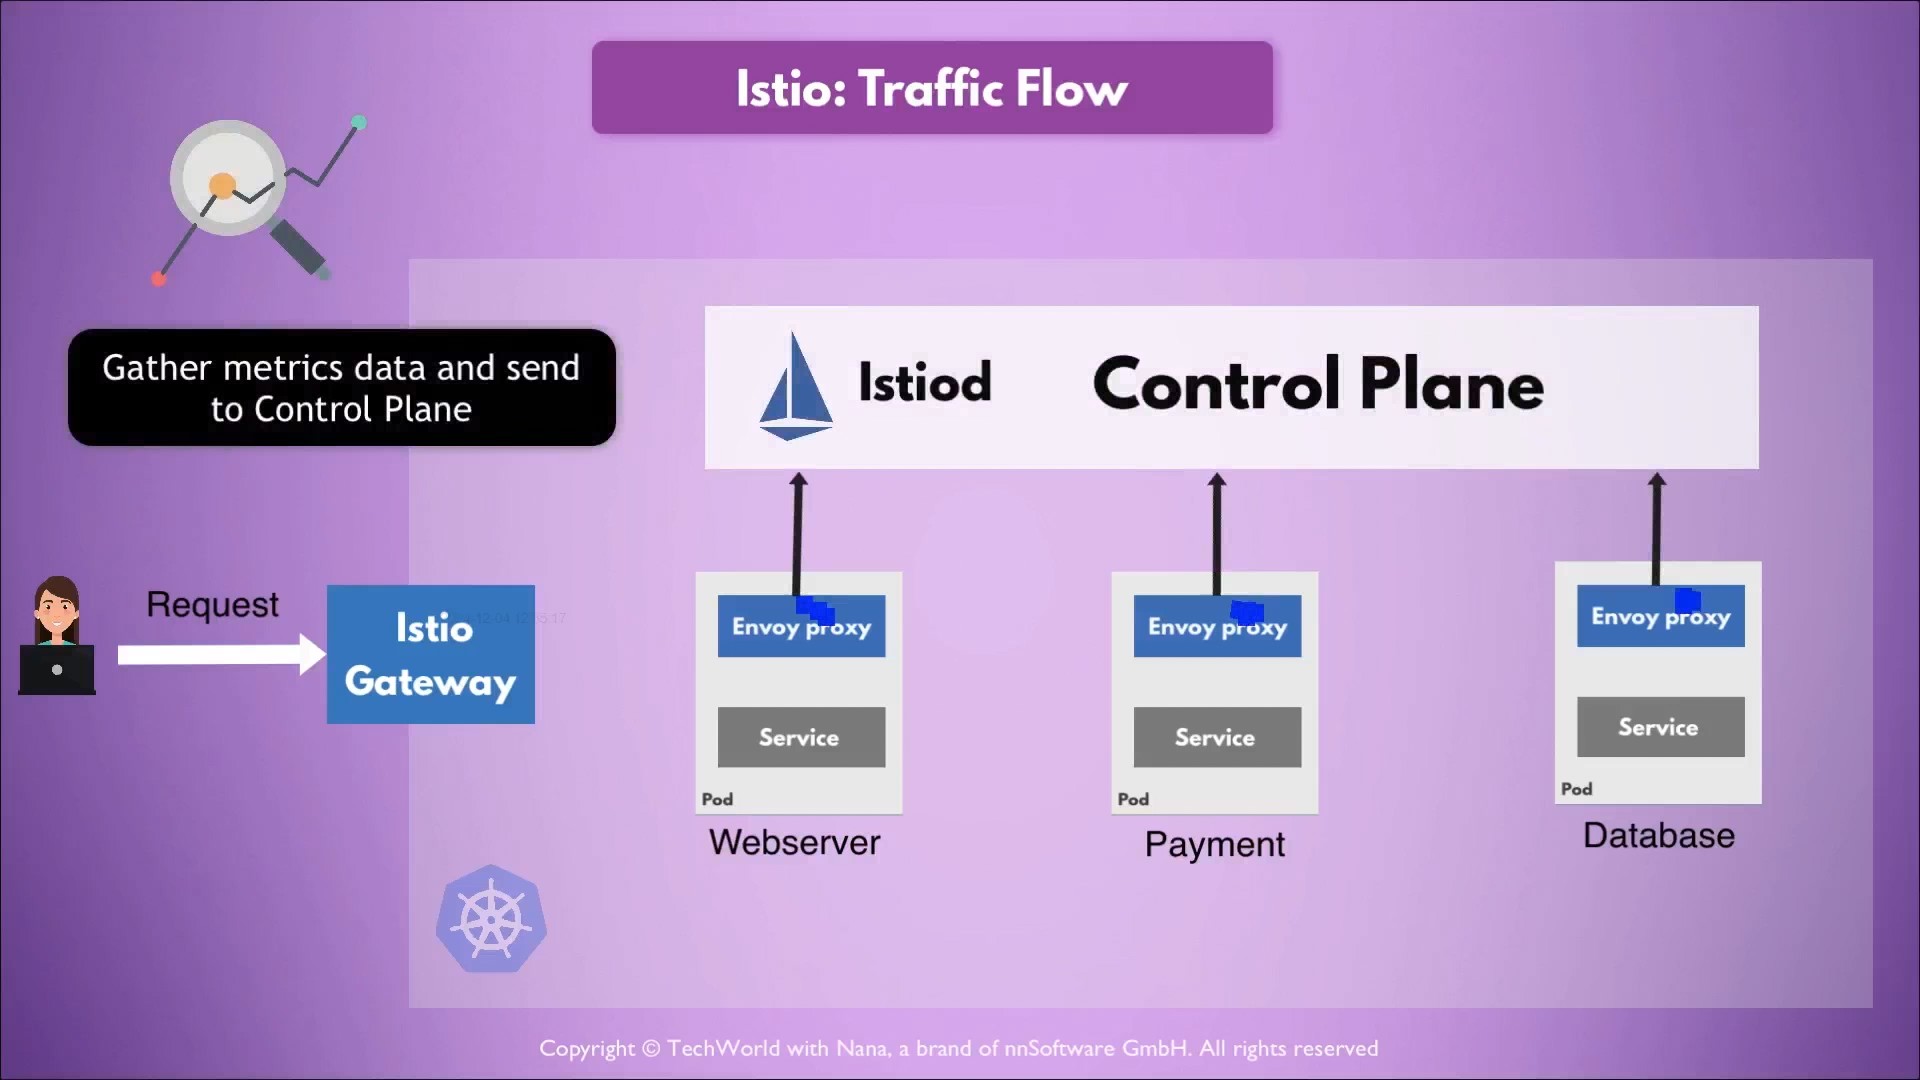 Istio: Traffic Flow
Gather metrics data and send
to Control Plane
Istiod
Control Plane
Request
Istio
Gateway
Envoy proxy
Service
Pod
Webserver
Envoy proxy
Service
Pod
Payment
Envoy proxy
Service
Pod
Database
Copyright © TechWorld with Nana, a brand of nnSoftware GmbH. All rights reserved